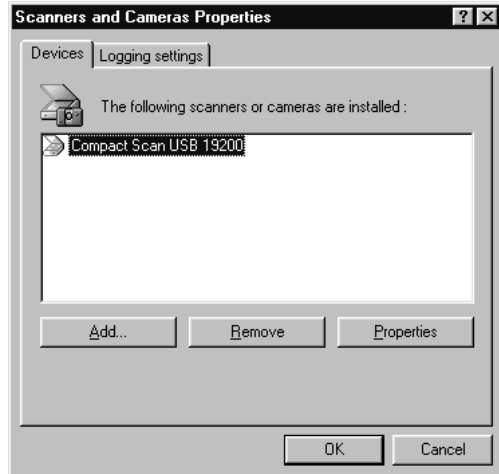 Scanners and Cameras Properties
Devices Logging settings
The following scanners or cameras are installed :
Compact Scan USB 19200
Add... Remove Properties
OK Cancel